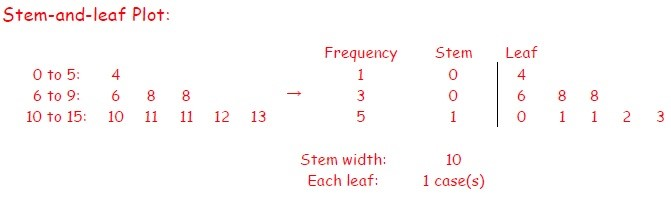 Stem-and-leaf Plot:
Frequency Stem Leaf
0 to 5: 4 1 0 4
6 to 9: 6 8 8 → 3 0 6 8 8
10 to 15: 10 11 11 12 13 5 1 0 1 1 2 3
Stem width: 10
Each leaf: 1 case(s)